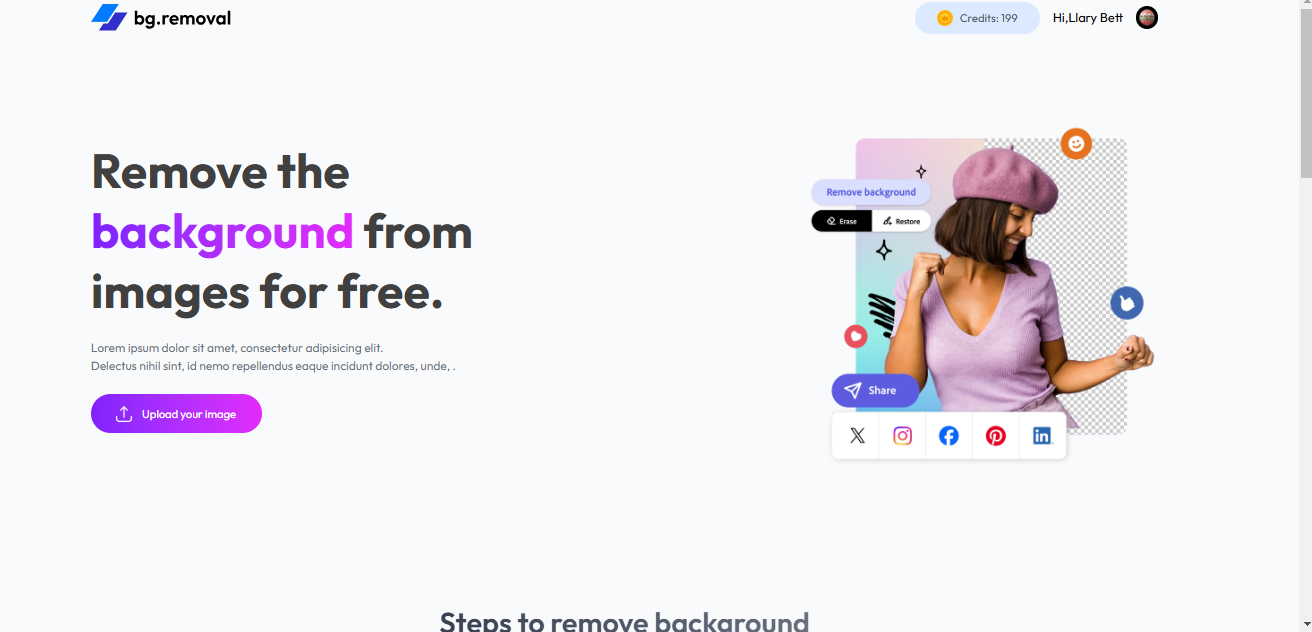 bg.removal
Credits: 199
Hi,Llary Bett
Remove the
background from
images for free.
Lorem ipsum dolor sit amet, consectetur adipisicing elit.
Delectus nihil sint, id nemo repellendus eaque incidunt dolores, unde, .
Upload your image
Remove background
Erase
Restore
Share
Steps to remove background